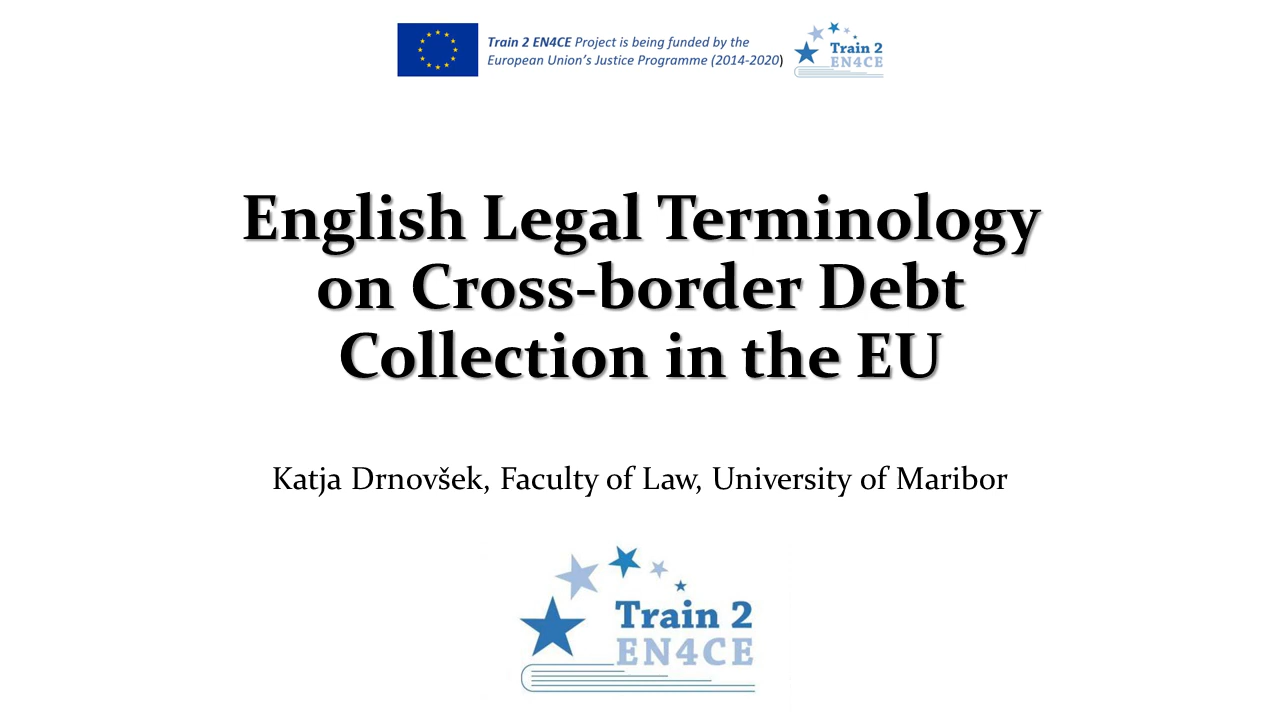 Train 2 EN4CE Project is being funded by the
European Union's Justice Programme (2014-2020)
Train 2
EN4CE
English Legal Terminology
on Cross-border Debt
Collection in the EU
Katja Drnovšek, Faculty of Law, University of Maribor
Train 2
EN4CE